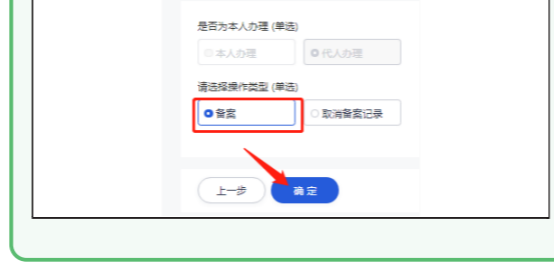 是否为本人办理 (单选)
本人办理 代人办理
请选择操作类型 (单选)
备案 取消备案记录
上一步 确定